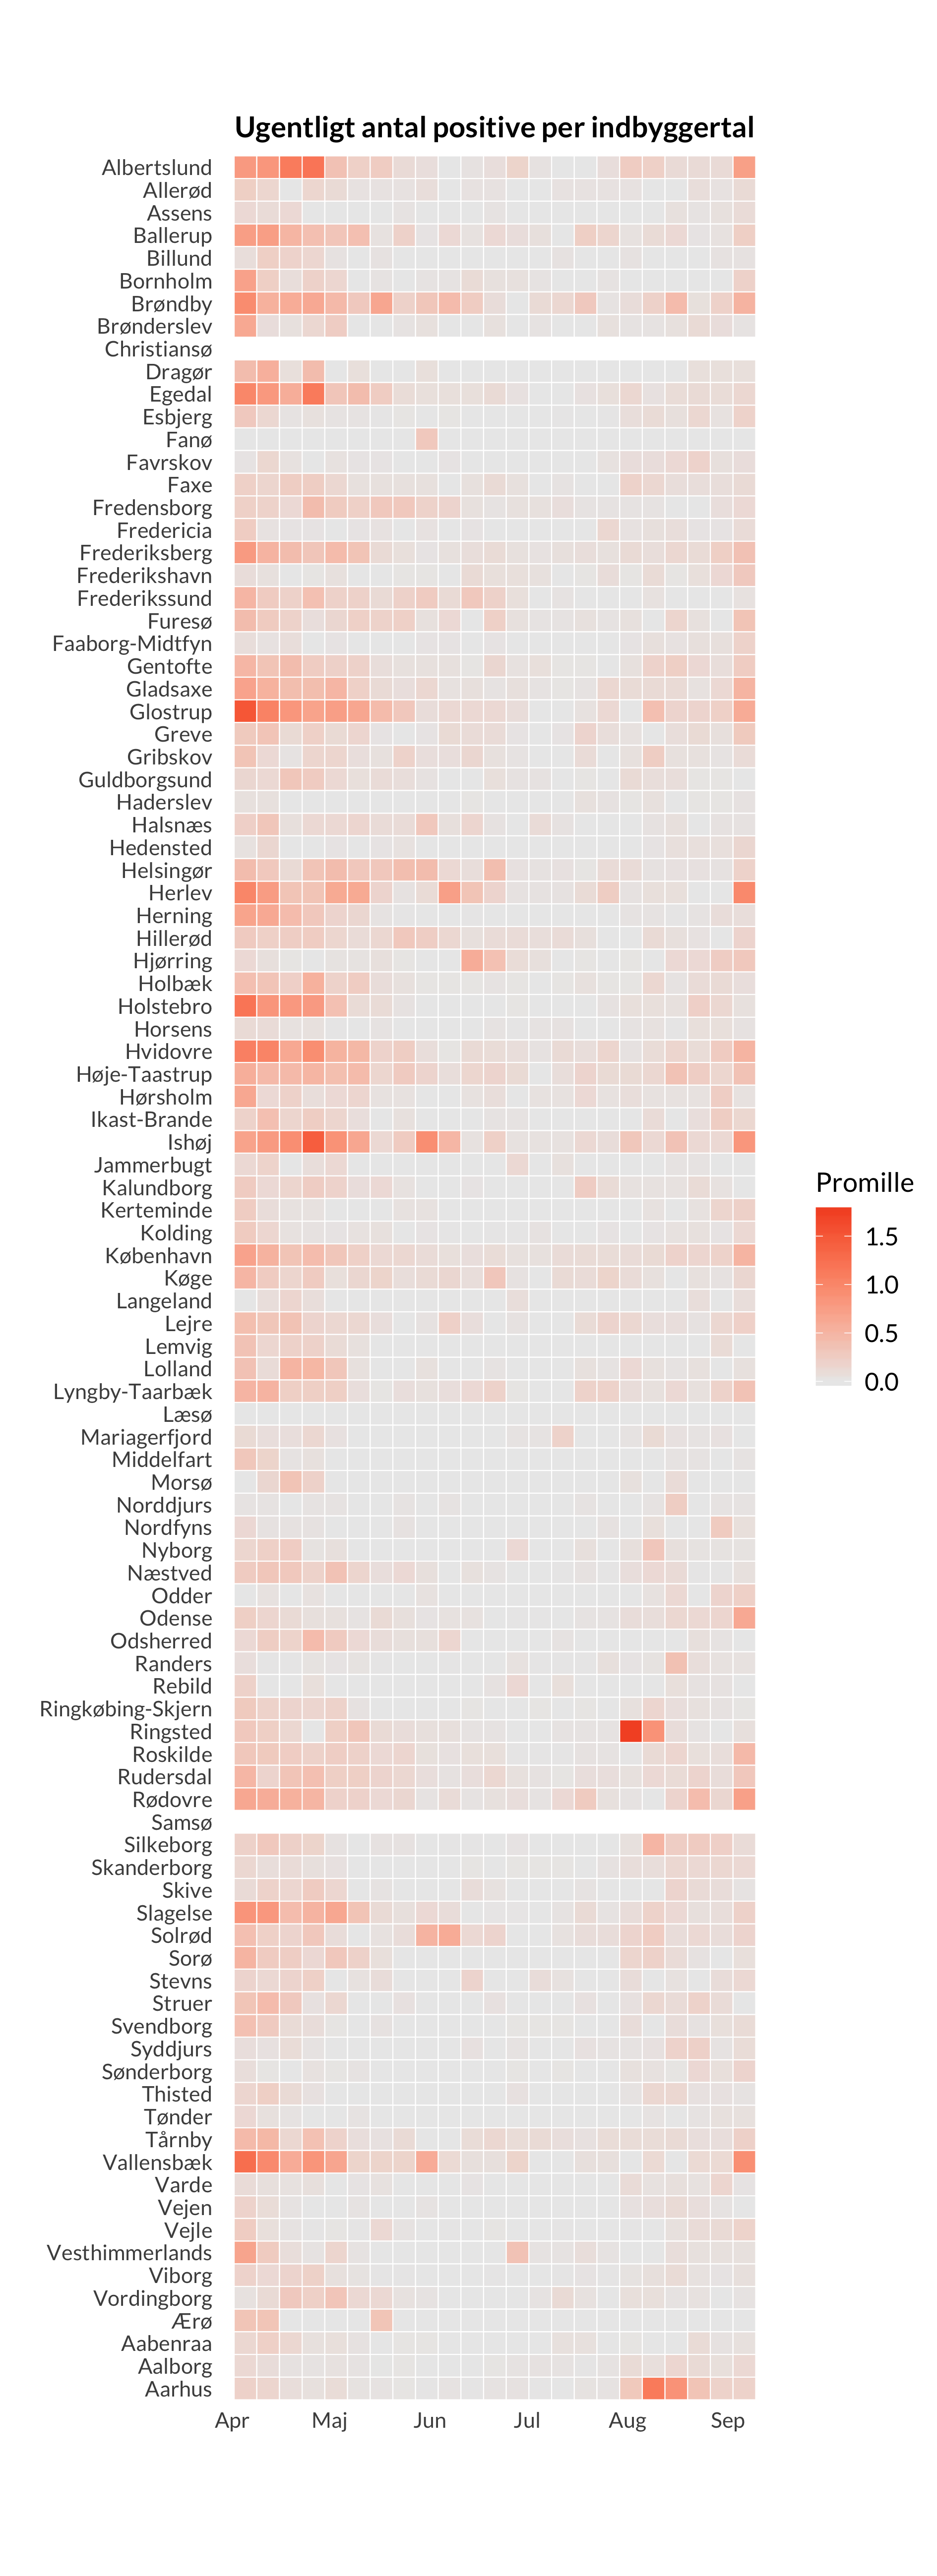 Ugentligt antal positive per indbyggertal
Albertslund
Allerød
Assens
Ballerup
Billund
Bornholm
Brøndby
Brønderslev
Christiansø
Dragør
Egedal
Esbjerg
Fanø
Favrskov
Faxe
Fredensborg
Fredericia
Frederiksberg
Frederikshavn
Frederikssund
Furesø
Faaborg-Midtfyn
Gentofte
Gladsaxe
Glostrup
Greve
Gribskov
Guldborgsund
Haderslev
Halsnæs
Hedensted
Helsingør
Herlev
Herning
Hillerød
Hjørring
Holbæk
Holstebro
Horsens
Hvidovre
Høje-Taastrup
Hørsholm
Ikast-Brande
Ishøj
Jammerbugt
Kalundborg
Kerteminde
Kolding
København
Køge
Langeland
Lejre
Lemvig
Lolland
Lyngby-Taarbæk
Læsø
Mariagerfjord
Middelfart
Morsø
Norddjurs
Nordfyns
Nyborg
Næstved
Odder
Odense
Odsherred
Randers
Rebild
Ringkøbing-Skjern
Ringsted
Roskilde
Rudersdal
Rødovre
Samsø
Silkeborg
Skanderborg
Skive
Slagelse
Solrød
Sorø
Stevns
Struer
Svendborg
Syddjurs
Sønderborg
Thisted
Tønder
Tårnby
Vallensbæk
Varde
Vejen
Vejle
Vesthimmerlands
Viborg
Vordingborg
Ærø
Aabenraa
Aalborg
Aarhus
Apr Maj Jun Jul Aug Sep
Promille
1.5
1.0
0.5
0.0